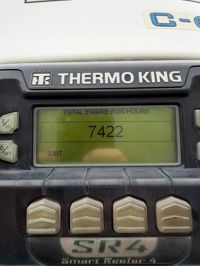 C-
THERMO KING
TOTAL ENGINE RUN HOURS
7422
EXIT
SR4
Smart Reefer 4